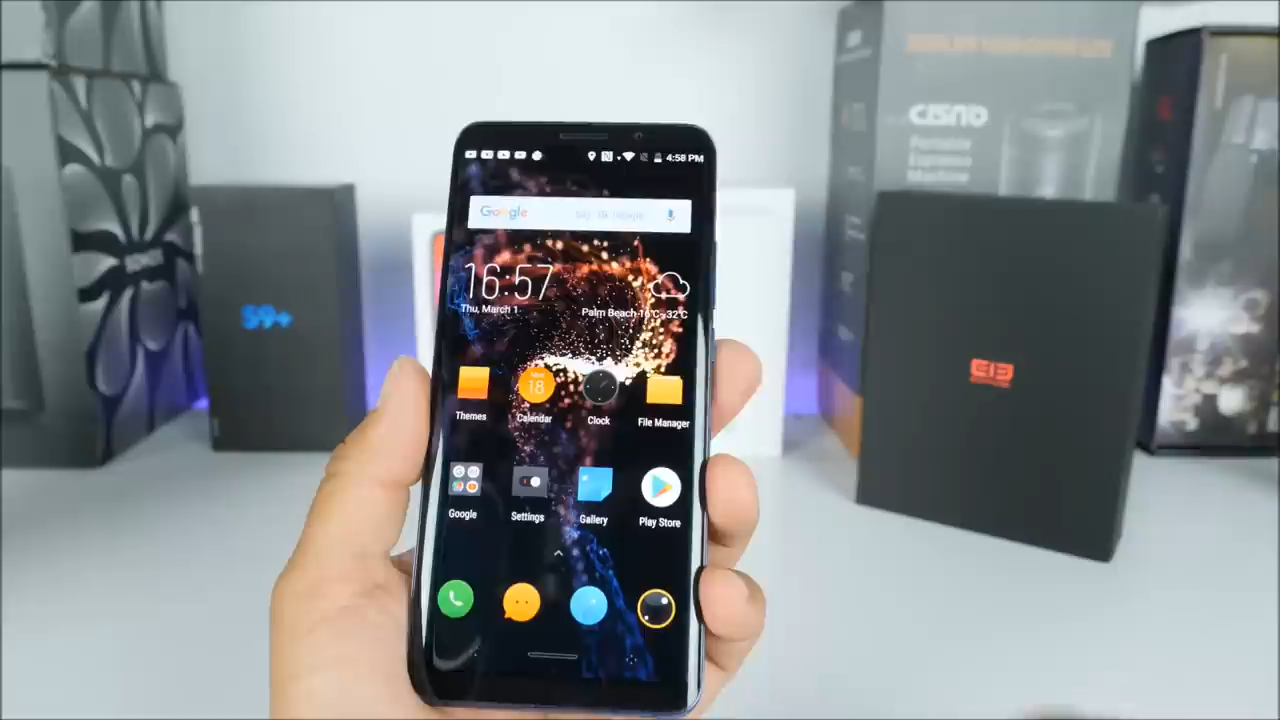 4:58 PM
Google
16:57
Thu, March 1
Palm Beach 16°C~32°C
18
Themes
Calendar
Clock
File Manager
Google
Settings
Gallery
Play Store
S9+
Portable
Espresso
Machine